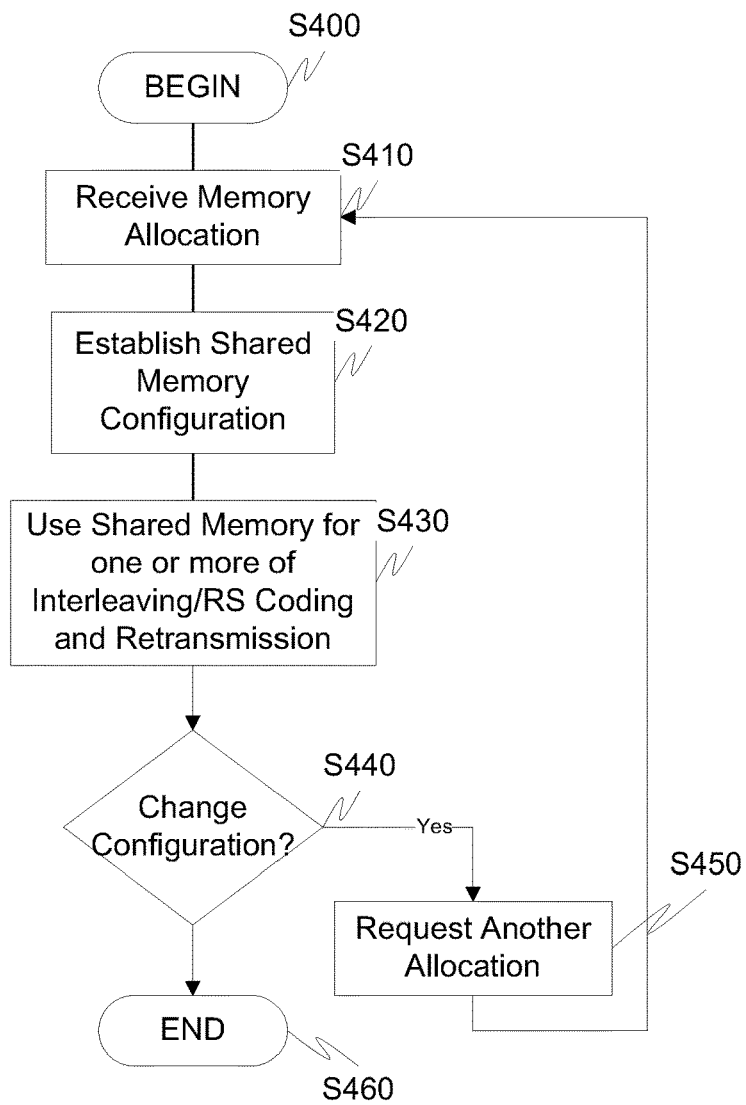 S400
BEGIN
S410
Receive Memory
Allocation
S420
Establish Shared
Memory
Configuration
S430
Use Shared Memory for
one or more of
Interleaving/RS Coding
and Retransmission
S440
Change
Configuration?
Yes
S450
Request Another
Allocation
END
S460